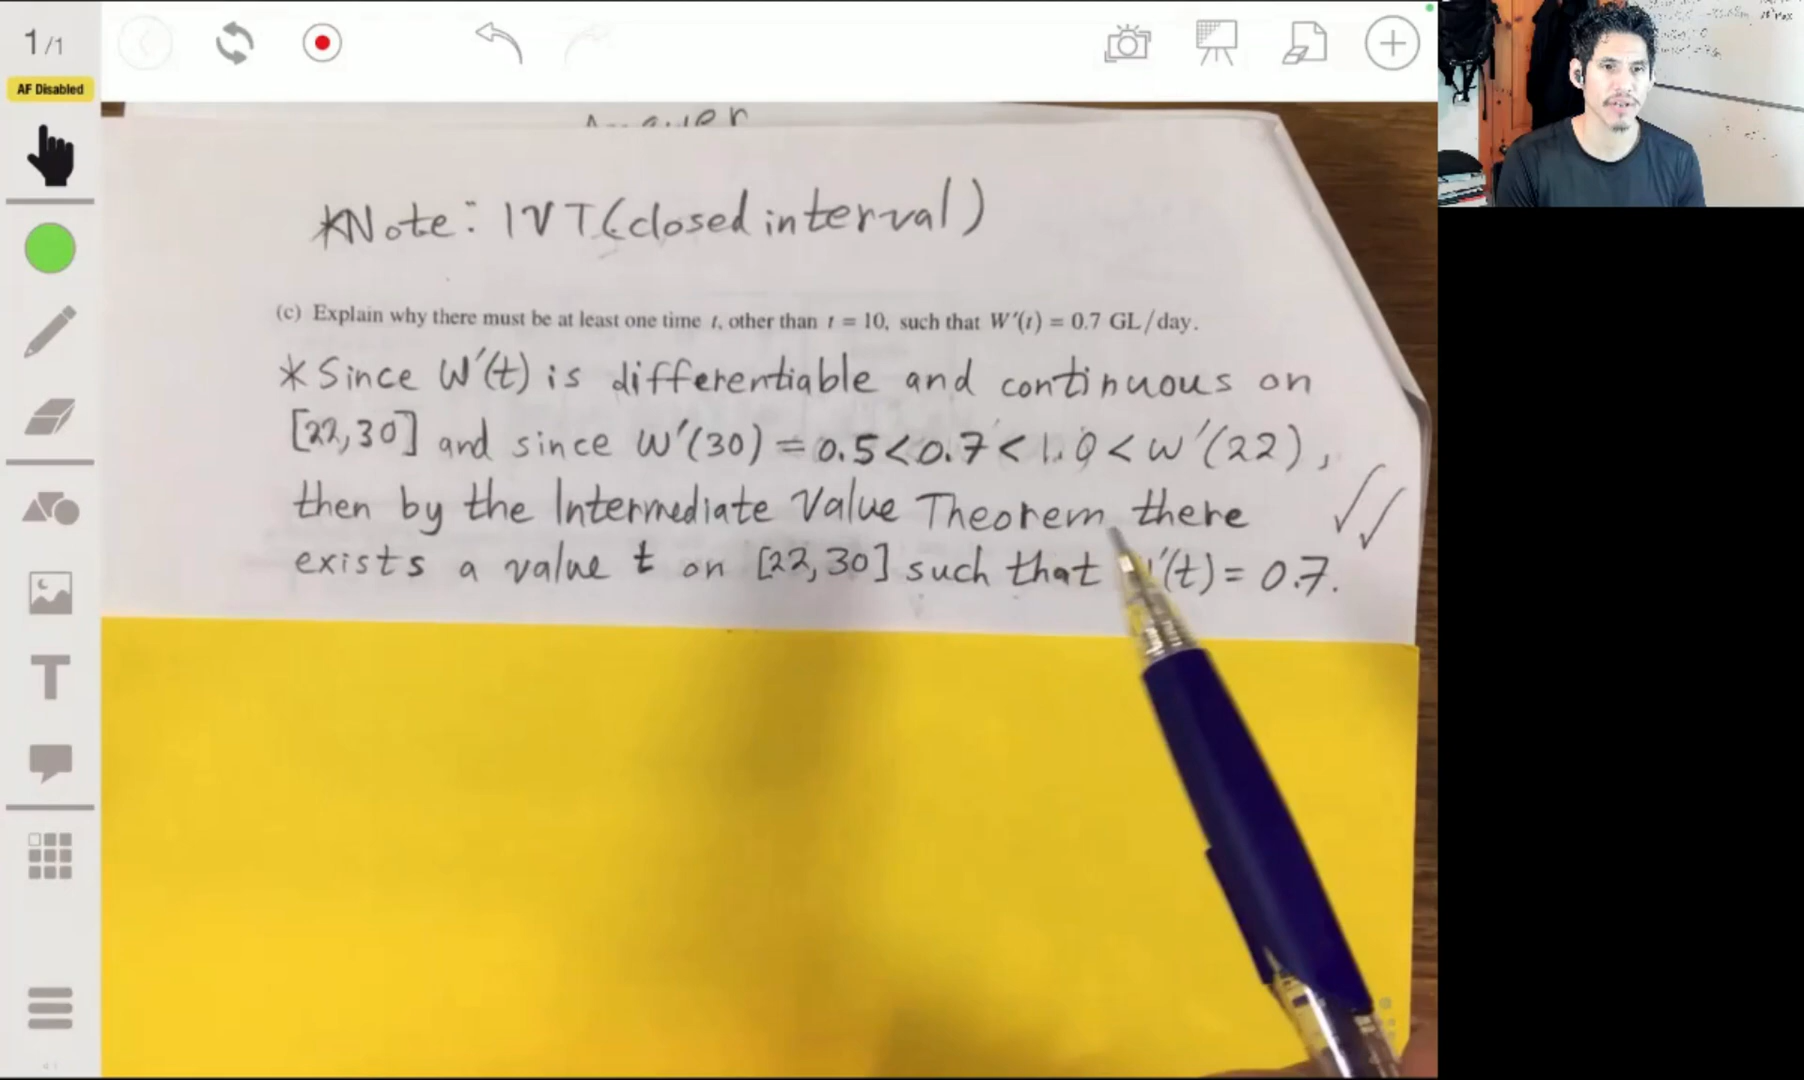 1/1
AF Disabled
Answer
*Note: IVT (closed interval)
(c) Explain why there must be at least one time t, other than t = 10, such that W'(t) = 0.7 GL/day.
*Since W'(t) is differentiable and continuous on
[22,30] and since W'(30) = 0.5 < 0.7 < 1.0 < W'(22),
then by the Intermediate Value Theorem there
exists a value t on [22,30] such that '(t) = 0.7.
T